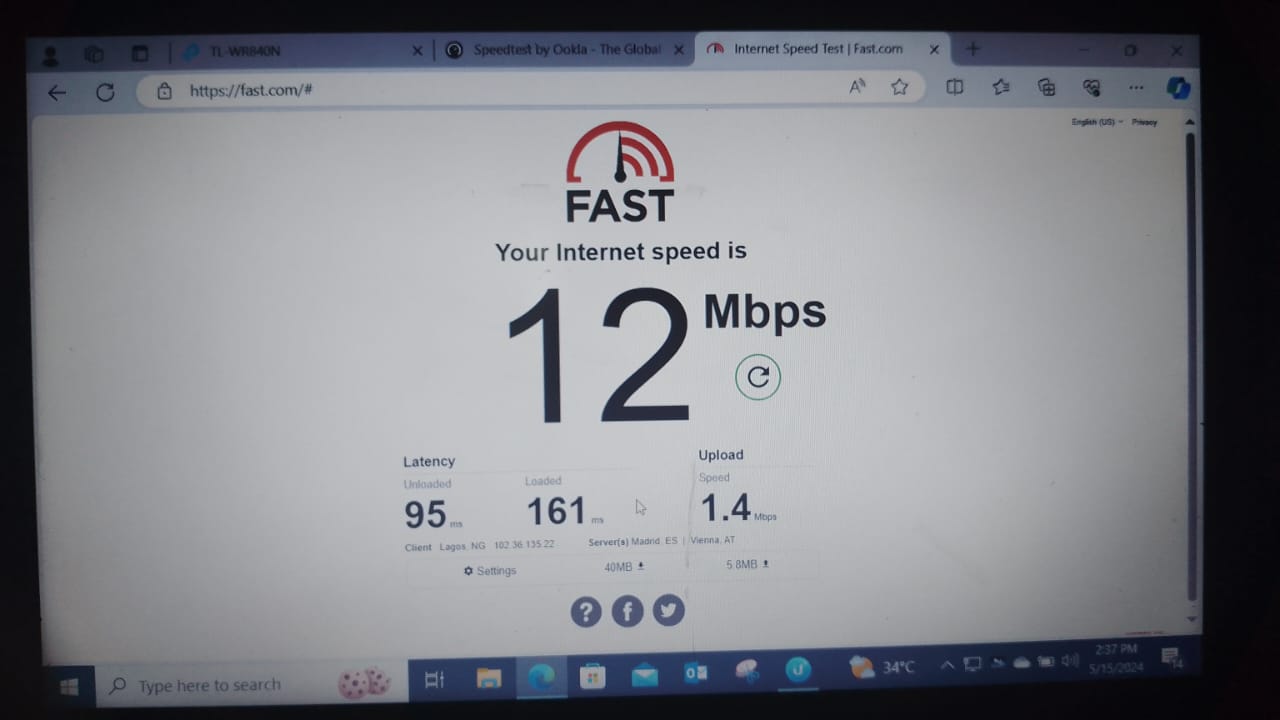 TL-WR840N
Speedtest by Ookla - The Global
Internet Speed Test | Fast.com
https://fast.com/#
English (US)
Privacy
FAST
Your Internet speed is
12 Mbps
Latency
Upload
Unloaded
Loaded
Speed
95 ms
161 ms
1.4 Mbps
Client Lagos, NG 102.36.135.22
Server(s) Madrid, ES | Vienna, AT
Settings
40MB
5.8MB
Type here to search
34°C
2:37 PM
5/15/2024
14